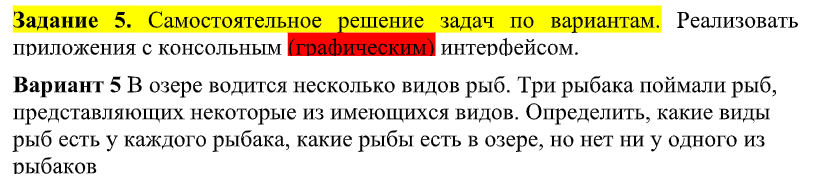 Задание 5. Самостоятельное решение задач по вариантам. Реализовать
приложения с консольным (графическим) интерфейсом.
Вариант 5 В озере водится несколько видов рыб. Три рыбака поймали рыб,
представляющих некоторые из имеющихся видов. Определить, какие виды
рыб есть у каждого рыбака, какие рыбы есть в озере, но нет ни у одного из
рыбаков